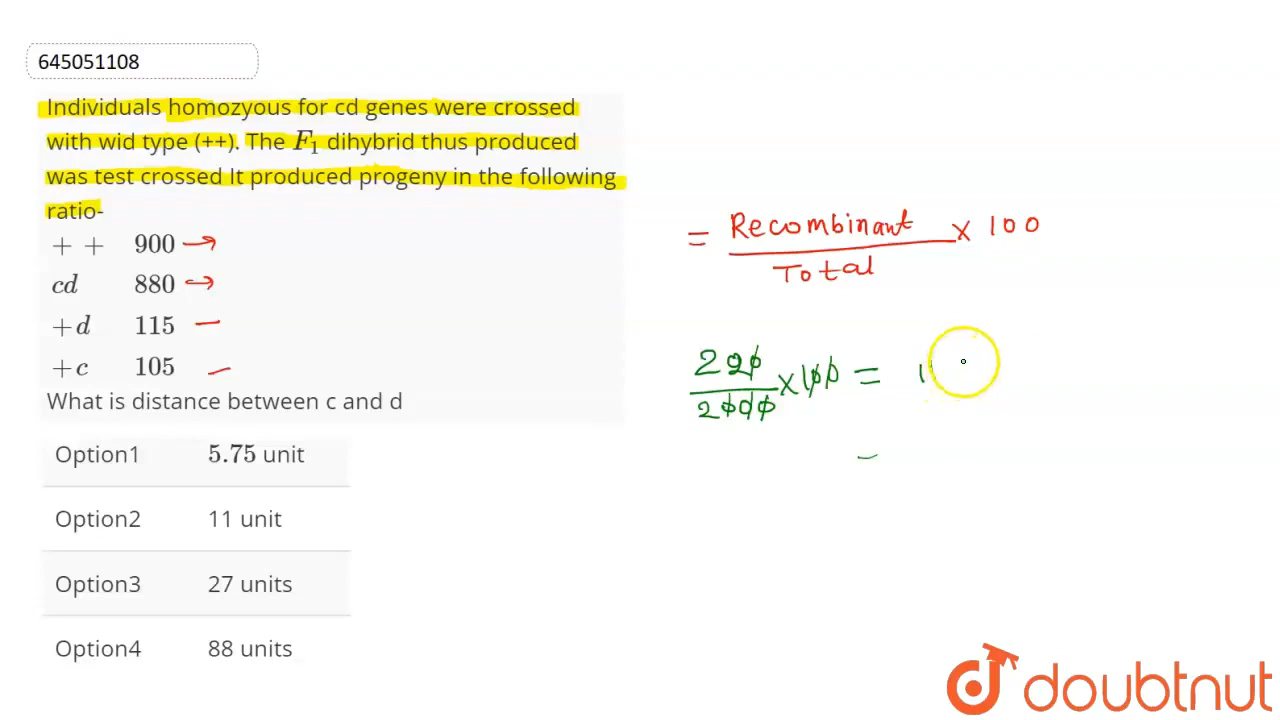 645051108
Individuals homozyous for cd genes were crossed
with wid type (++). The F₁ dihybrid thus produced
was test crossed It produced progeny in the following
ratio-
+ + 900
cd 880
+d 115
+c 105
What is distance between c and d
Option1 5.75 unit
Option2 11 unit
Option3 27 units
Option4 88 units
= Recombinant / Total × 100
220 / 2000 × 100 = 11
doubtnut